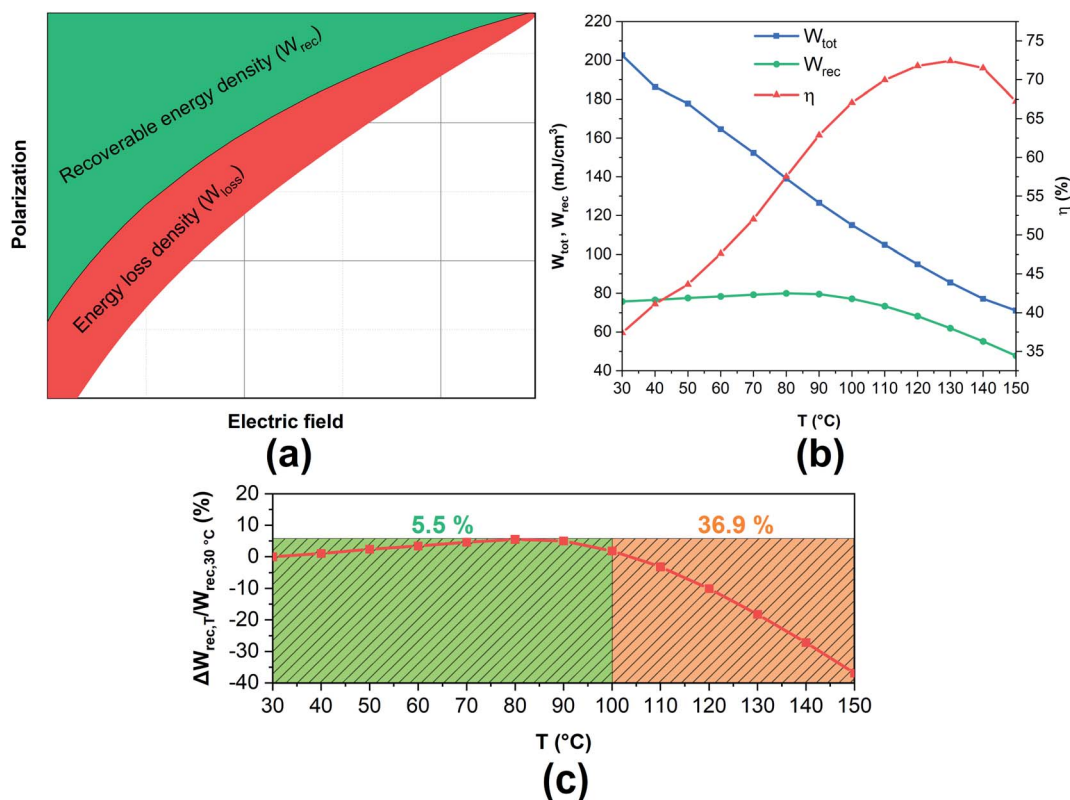 Polarization
Recoverable energy density (Wrec)
Energy loss density (Wloss)
Electric field
(a)
Wtot , Wrec (mJ/cm³)
220
200
180
160
140
120
100
80
60
40
Wtot
Wrec
η
75
70
65
60
55
50
45
40
35
η (%)
30 40 50 60 70 80 90 100 110 120 130 140 150
T (°C)
(b)
ΔWrec,T/Wrec,30 °C (%)
20
10
0
-10
-20
-30
-40
5.5 %
36.9 %
30 40 50 60 70 80 90 100 110 120 130 140 150
T (°C)
(c)